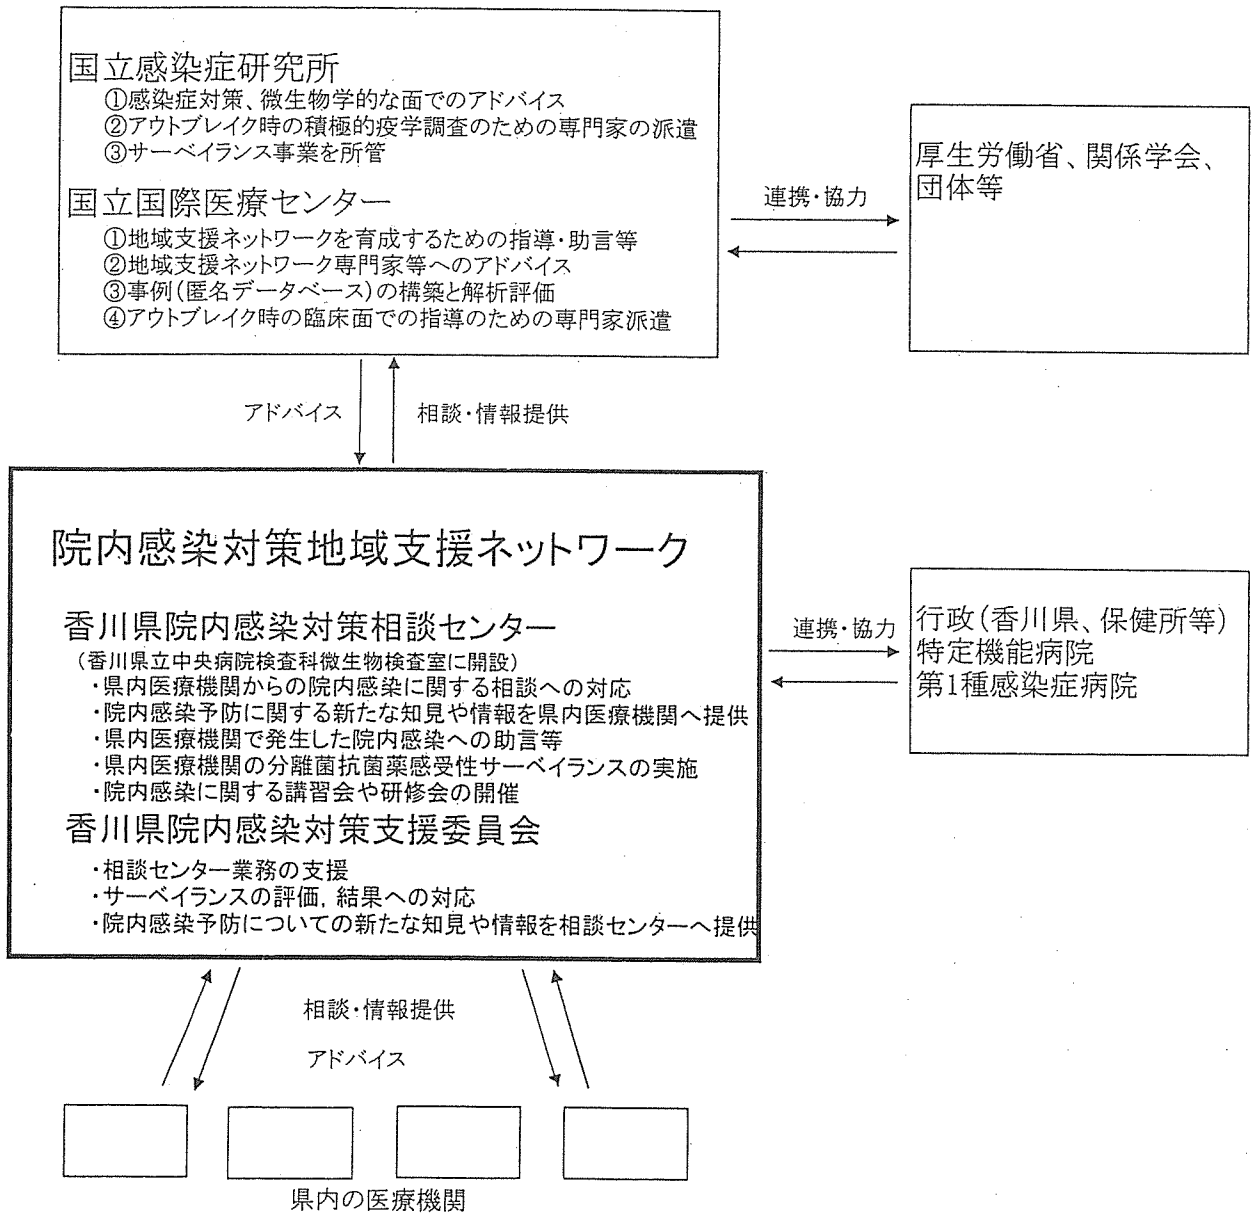 国立感染症研究所
①感染症対策、微生物学的な面でのアドバイス
②アウトブレイク時の積極的疫学調査のための専門家の派遣
③サーベイランス事業を所管
国立国際医療センター
①地域支援ネットワークを育成するための指導・助言等
②地域支援ネットワーク専門家等へのアドバイス
③事例(匿名データベース)の構築と解析評価
④アウトブレイク時の臨床面での指導のための専門家派遣
連携・協力
厚生労働省、関係学会、
団体等
アドバイス
相談・情報提供
院内感染対策地域支援ネットワーク
香川県院内感染対策相談センター
(香川県立中央病院検査科微生物検査室に開設)
・県内医療機関からの院内感染に関する相談への対応
・院内感染予防に関する新たな知見や情報を県内医療機関へ提供
・県内医療機関で発生した院内感染への助言等
・県内医療機関の分離菌抗菌薬感受性サーベイランスの実施
・院内感染に関する講習会や研修会の開催
香川県院内感染対策支援委員会
・相談センター業務の支援
・サーベイランスの評価，結果への対応
・院内感染予防についての新たな知見や情報を相談センターへ提供
連携・協力
行政(香川県、保健所等)
特定機能病院
第1種感染症病院
相談・情報提供
アドバイス
県内の医療機関